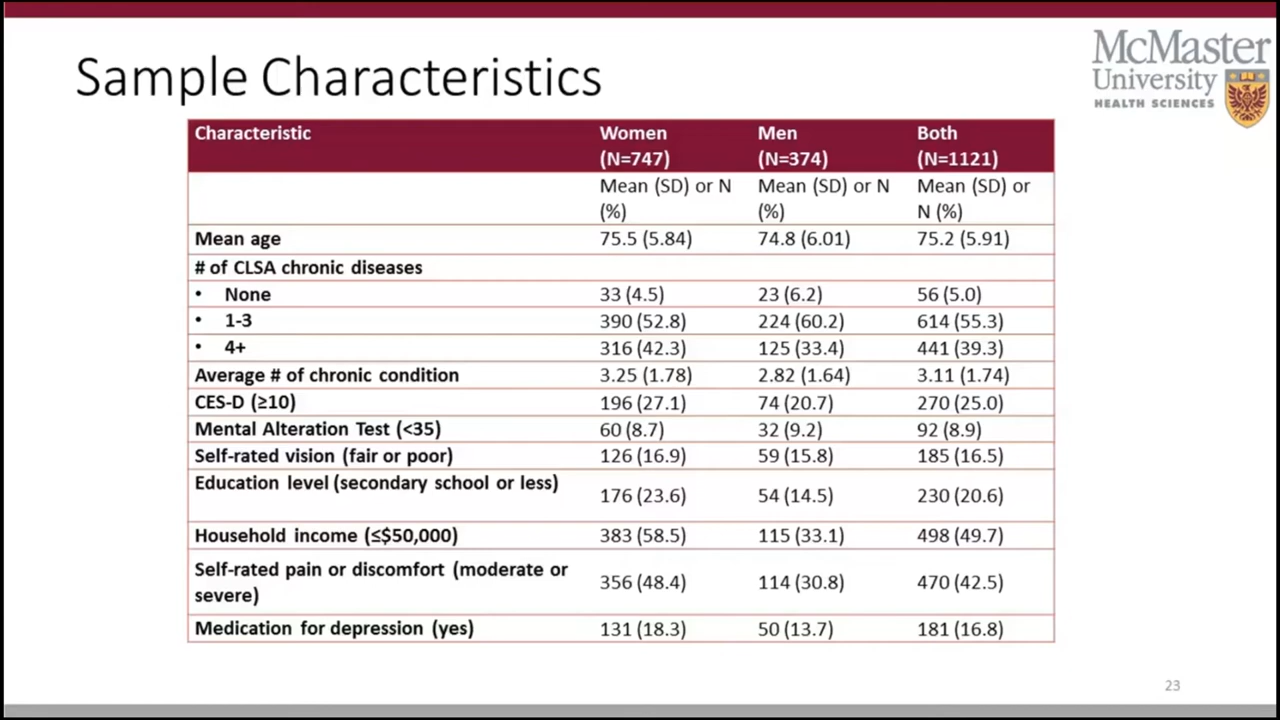 Sample Characteristics
McMaster
University
HEALTH SCIENCES
Characteristic Women Men Both
(N=747) (N=374) (N=1121)
Mean (SD) or N Mean (SD) or N Mean (SD) or
(%) (%) N (%)
Mean age 75.5 (5.84) 74.8 (6.01) 75.2 (5.91)
# of CLSA chronic diseases
• None 33 (4.5) 23 (6.2) 56 (5.0)
• 1-3 390 (52.8) 224 (60.2) 614 (55.3)
• 4+ 316 (42.3) 125 (33.4) 441 (39.3)
Average # of chronic condition 3.25 (1.78) 2.82 (1.64) 3.11 (1.74)
CES-D (≥10) 196 (27.1) 74 (20.7) 270 (25.0)
Mental Alteration Test (<35) 60 (8.7) 32 (9.2) 92 (8.9)
Self-rated vision (fair or poor) 126 (16.9) 59 (15.8) 185 (16.5)
Education level (secondary school or less) 176 (23.6) 54 (14.5) 230 (20.6)
Household income (≤$50,000) 383 (58.5) 115 (33.1) 498 (49.7)
Self-rated pain or discomfort (moderate or
severe) 356 (48.4) 114 (30.8) 470 (42.5)
Medication for depression (yes) 131 (18.3) 50 (13.7) 181 (16.8)
23